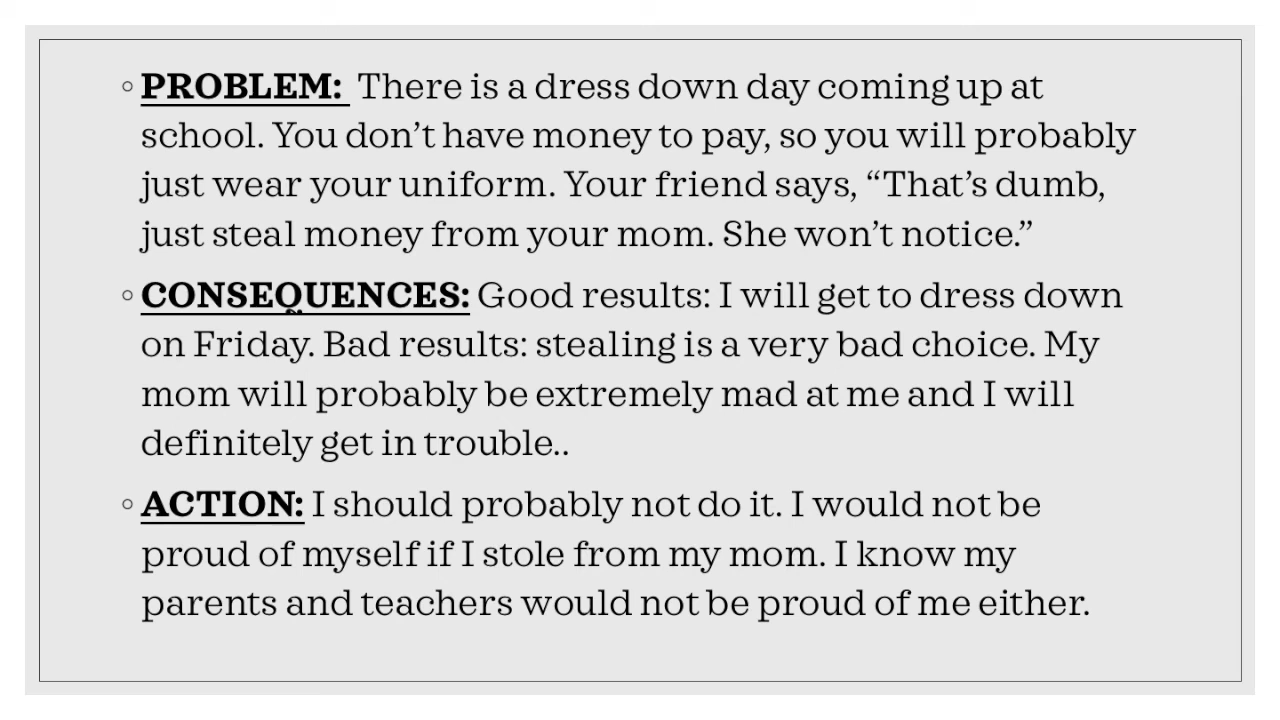 ◦ PROBLEM: There is a dress down day coming up at
school. You don’t have money to pay, so you will probably
just wear your uniform. Your friend says, “That’s dumb,
just steal money from your mom. She won’t notice.”
◦ CONSEQUENCES: Good results: I will get to dress down
on Friday. Bad results: stealing is a very bad choice. My
mom will probably be extremely mad at me and I will
definitely get in trouble..
◦ ACTION: I should probably not do it. I would not be
proud of myself if I stole from my mom. I know my
parents and teachers would not be proud of me either.